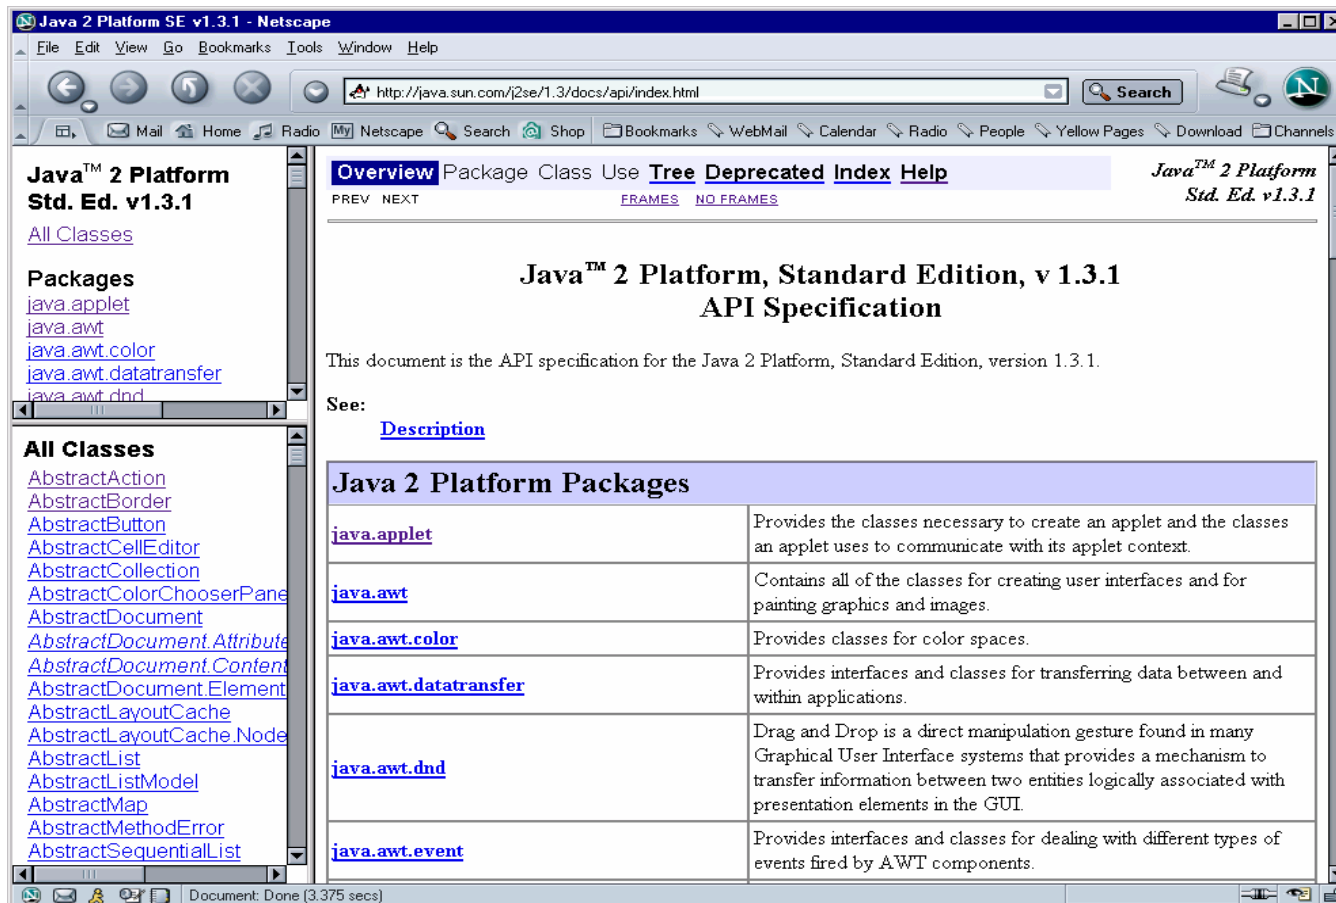 Java 2 Platform SE v1.3.1 - Netscape
File Edit View Go Bookmarks Tools Window Help
http://java.sun.com/j2se/1.3/docs/api/index.html
Search
N
Mail Home Radio My Netscape Search Shop Bookmarks WebMail Calendar Radio People Yellow Pages Download Channels
Java™ 2 Platform
Std. Ed. v1.3.1
All Classes
Packages
java.applet
java.awt
java.awt.color
java.awt.datatransfer
java.awt.dnd
All Classes
AbstractAction
AbstractBorder
AbstractButton
AbstractCellEditor
AbstractCollection
AbstractColorChooserPane
AbstractDocument
AbstractDocument.Attribute
AbstractDocument.Content
AbstractDocument.Element
AbstractLayoutCache
AbstractLayoutCache.Node
AbstractList
AbstractListModel
AbstractMap
AbstractMethodError
AbstractSequentialList
Overview Package Class Use Tree Deprecated Index Help
PREV NEXT FRAMES NO FRAMES
Java™ 2 Platform
Std. Ed. v1.3.1
Java™ 2 Platform, Standard Edition, v 1.3.1
API Specification
This document is the API specification for the Java 2 Platform, Standard Edition, version 1.3.1.
See:
Description
Java 2 Platform Packages
java.applet
Provides the classes necessary to create an applet and the classes
an applet uses to communicate with its applet context.
java.awt
Contains all of the classes for creating user interfaces and for
painting graphics and images.
java.awt.color
Provides classes for color spaces.
java.awt.datatransfer
Provides interfaces and classes for transferring data between and
within applications.
java.awt.dnd
Drag and Drop is a direct manipulation gesture found in many
Graphical User Interface systems that provides a mechanism to
transfer information between two entities logically associated with
presentation elements in the GUI.
java.awt.event
Provides interfaces and classes for dealing with different types of
events fired by AWT components.
Document: Done (3.375 secs)